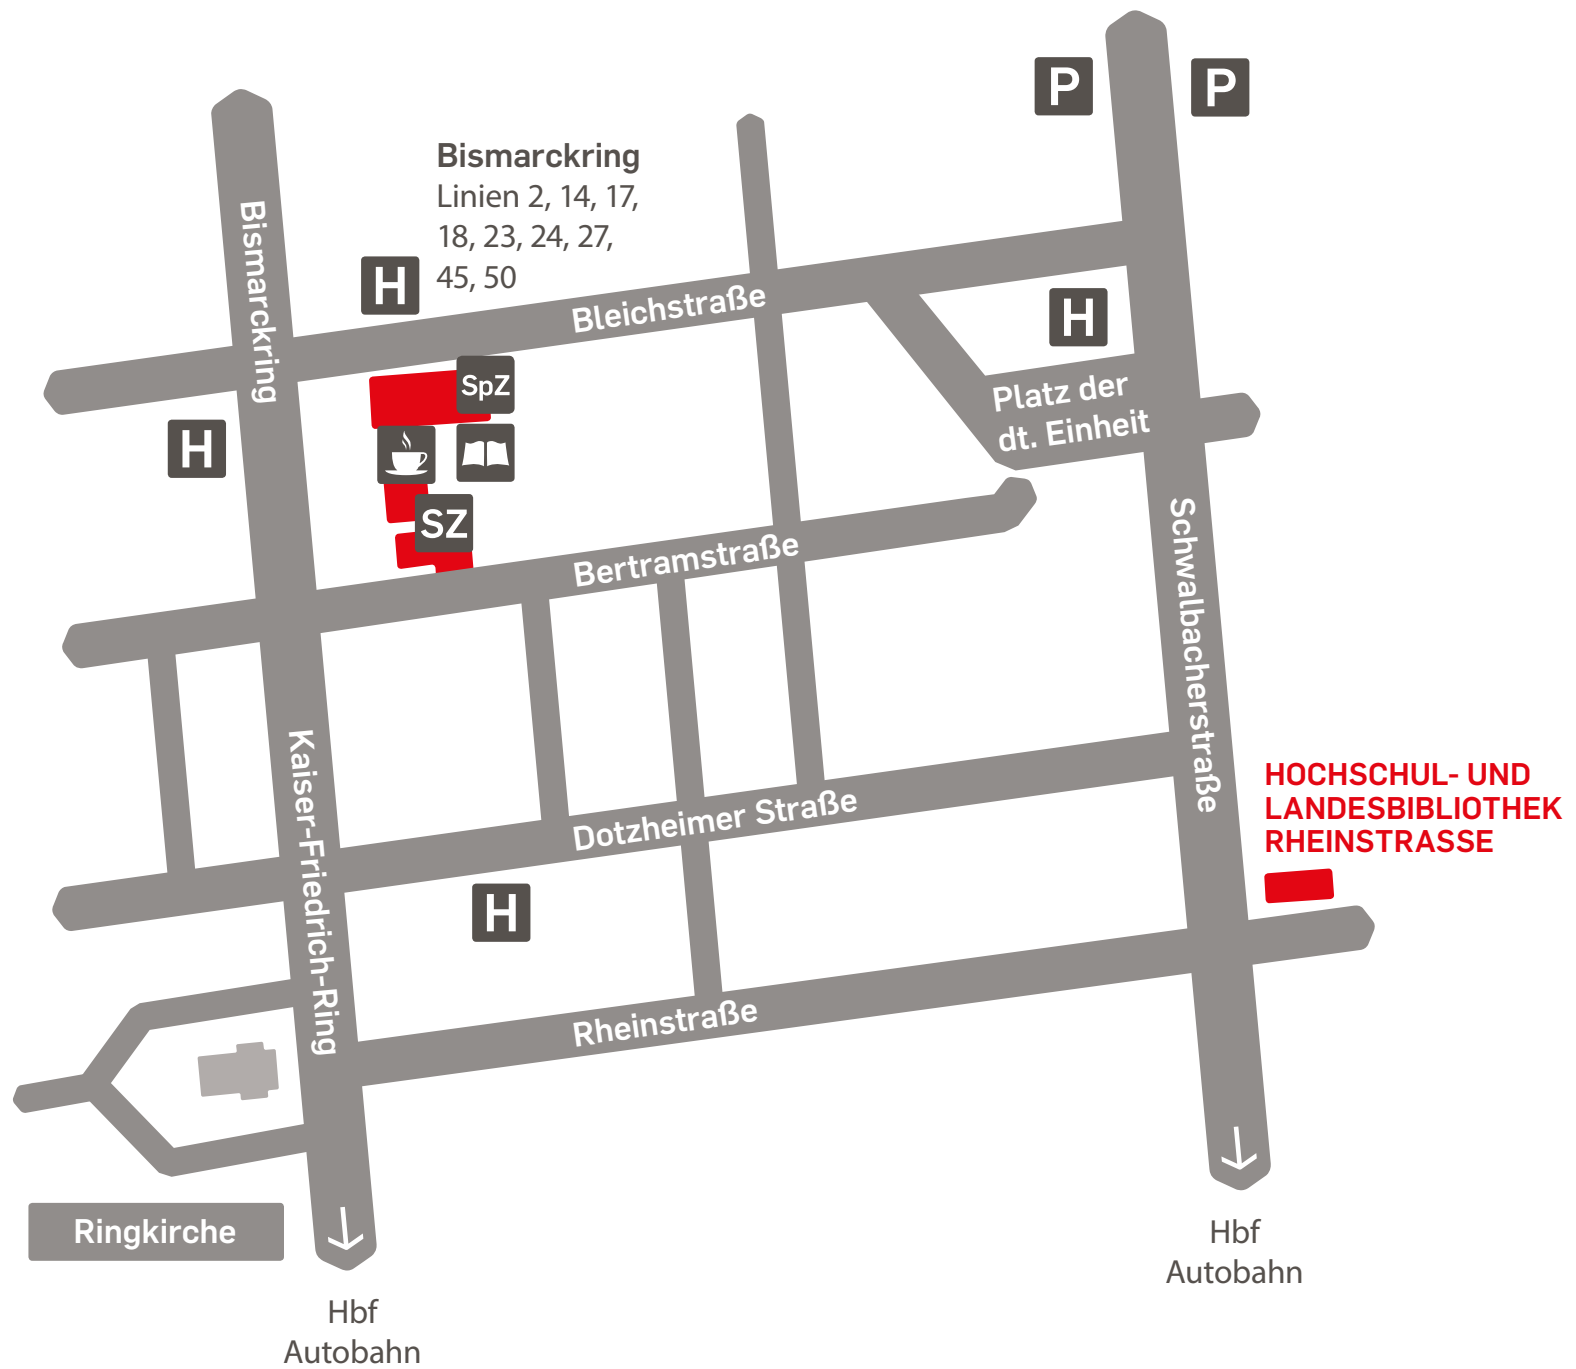 P
P
Bismarckring
Linien 2, 14, 17,
18, 23, 24, 27,
45, 50
H
Bismarckring
Bleichstraße
H
SpZ
Platz der
dt. Einheit
H
SZ
Bertramstraße
Schwalbacherstraße
Kaiser-Friedrich-Ring
HOCHSCHUL- UND
LANDESBIBLIOTHEK
RHEINSTRASSE
Dotzheimer Straße
H
Rheinstraße
Ringkirche
Hbf
Autobahn
Hbf
Autobahn